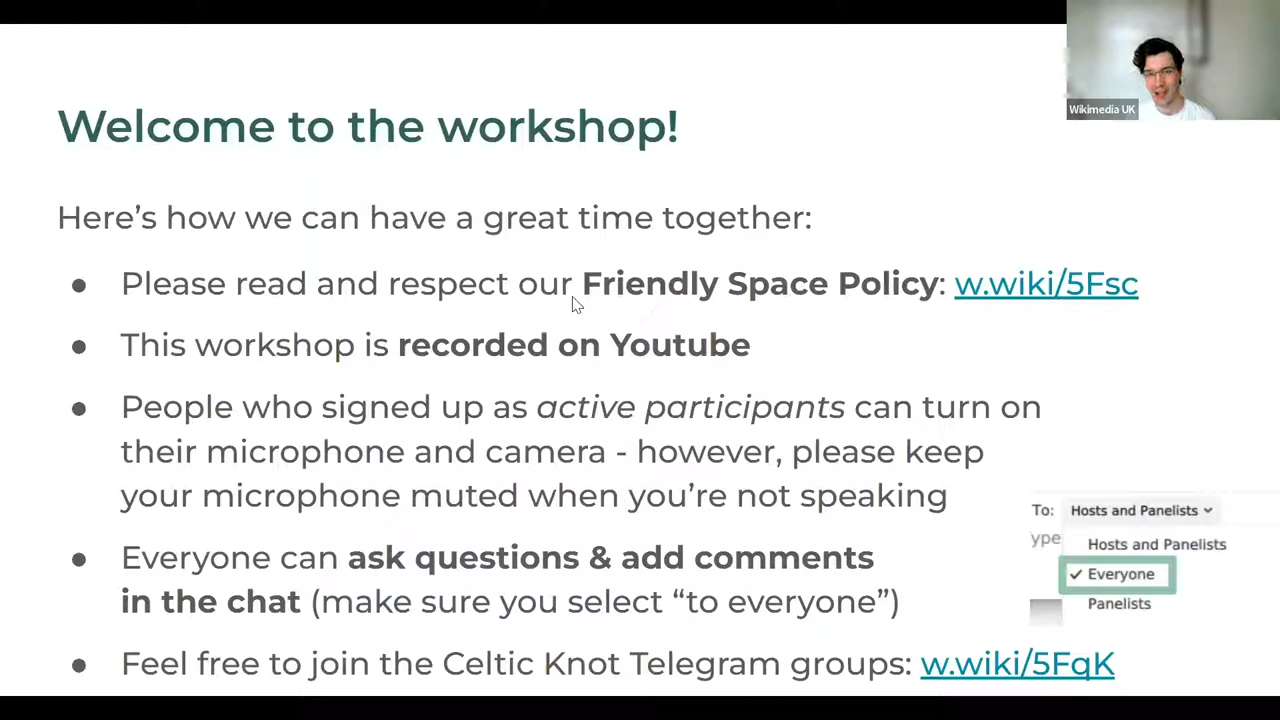 Wikimedia UK
Welcome to the workshop!
Here’s how we can have a great time together:
● Please read and respect our Friendly Space Policy: w.wiki/5Fsc
● This workshop is recorded on Youtube
● People who signed up as active participants can turn on
their microphone and camera - however, please keep
your microphone muted when you’re not speaking
● Everyone can ask questions & add comments
in the chat (make sure you select “to everyone”)
To: Hosts and Panelists
ype
Hosts and Panelists
✓ Everyone
Panelists
● Feel free to join the Celtic Knot Telegram groups: w.wiki/5FqK